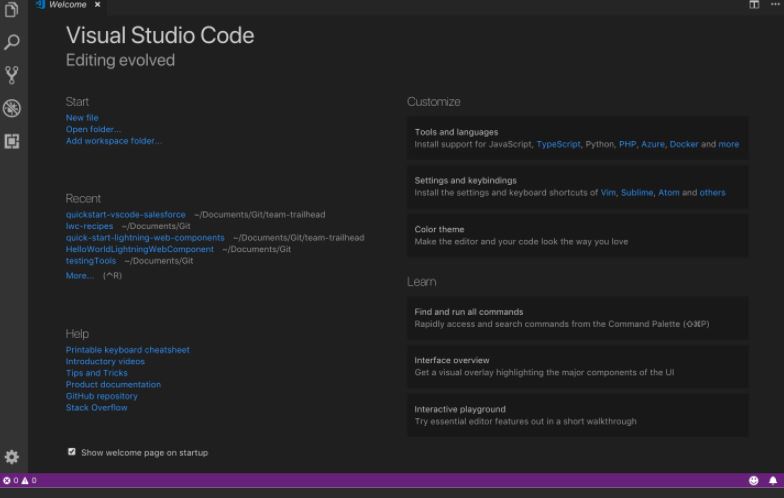 Welcome
Visual Studio Code
Editing evolved
Start
New file
Open folder...
Add workspace folder...
Recent
quickstart-vscode-salesforce ~/Documents/Git/team-trailhead
lwc-recipes ~/Documents/Git
quick-start-lightning-web-components ~/Documents/Git/team-trailhead
HelloWorldLightningWebComponent ~/Documents/Git
testingTools ~/Documents/Git
More... (^R)
Help
Printable keyboard cheatsheet
Introductory videos
Tips and Tricks
Product documentation
GitHub repository
Stack Overflow
Show welcome page on startup
Customize
Tools and languages
Install support for JavaScript, TypeScript, Python, PHP, Azure, Docker and more
Settings and keybindings
Install the settings and keyboard shortcuts of Vim, Sublime, Atom and others
Color theme
Make the editor and your code look the way you love
Learn
Find and run all commands
Rapidly access and search commands from the Command Palette (⇧⌘P)
Interface overview
Get a visual overlay highlighting the major components of the UI
Interactive playground
Try essential editor features out in a short walkthrough
0 0